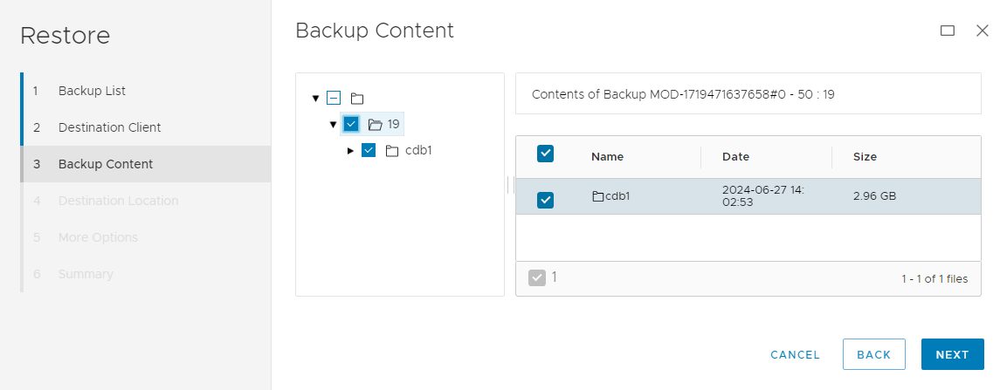 Restore
1 Backup List
2 Destination Client
3 Backup Content
4 Destination Location
5 More Options
6 Summary
Backup Content
19
cdb1
Contents of Backup MOD-1719471637658#0 - 50 : 19
Name Date Size
cdb1 2024-06-27 14:
02:53 2.96 GB
1
1 - 1 of 1 files
CANCEL BACK NEXT